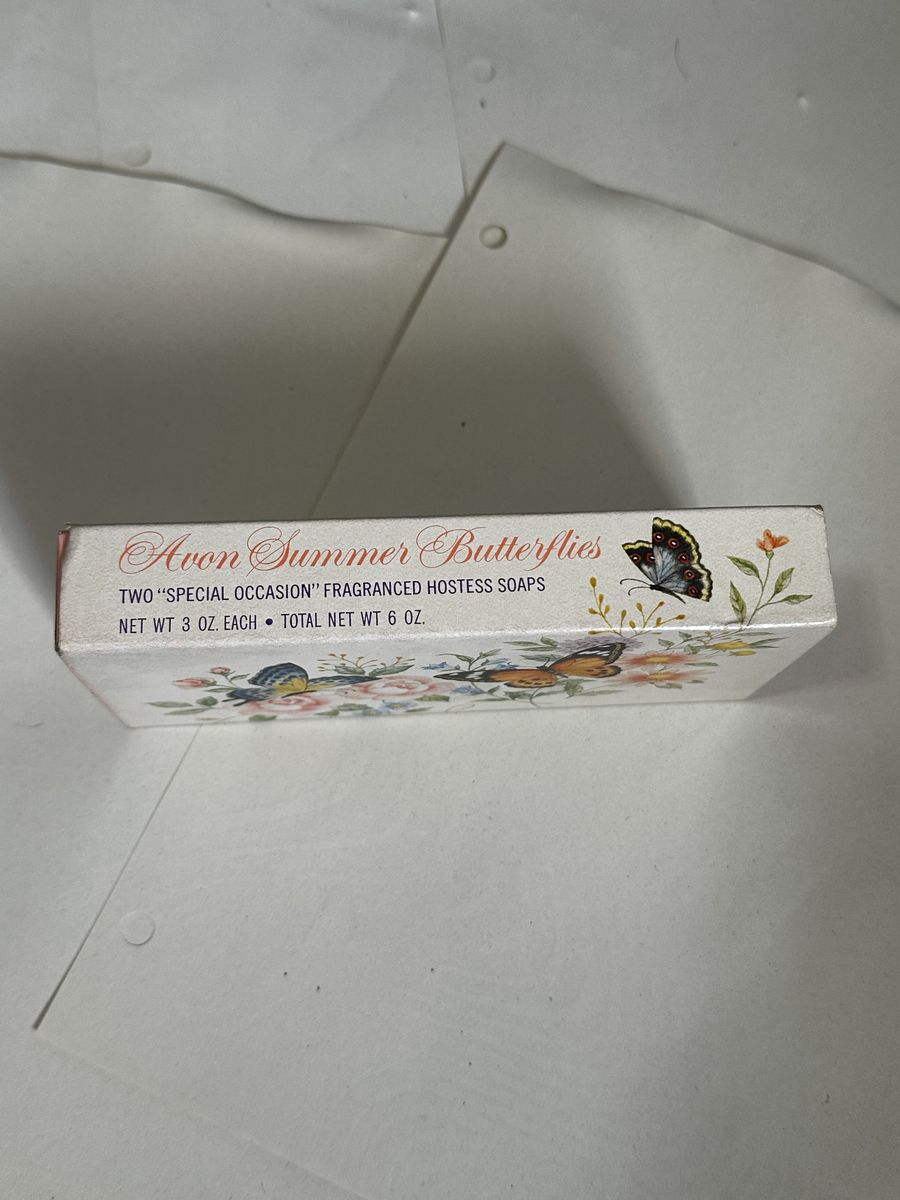 Avon Summer Butterflies
TWO “SPECIAL OCCASION” FRAGRANCED HOSTESS SOAPS
NET WT 3 OZ. EACH • TOTAL NET WT 6 OZ.